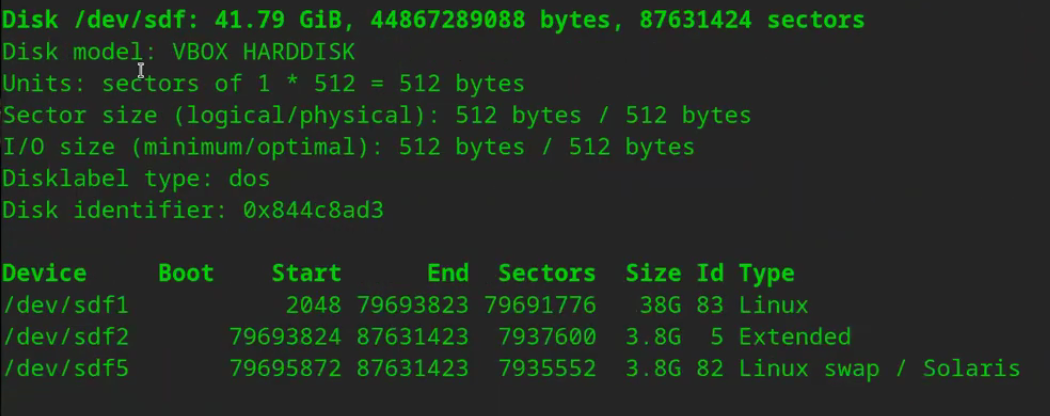 Disk /dev/sdf: 41.79 GiB, 44867289088 bytes, 87631424 sectors
Disk model: VBOX HARDDISK
Units: sectors of 1 * 512 = 512 bytes
Sector size (logical/physical): 512 bytes / 512 bytes
I/O size (minimum/optimal): 512 bytes / 512 bytes
Disklabel type: dos
Disk identifier: 0x844c8ad3
Device Boot Start End Sectors Size Id Type
/dev/sdf1 2048 79693823 79691776 38G 83 Linux
/dev/sdf2 79693824 87631423 7937600 3.8G 5 Extended
/dev/sdf5 79695872 87631423 7935552 3.8G 82 Linux swap / Solaris